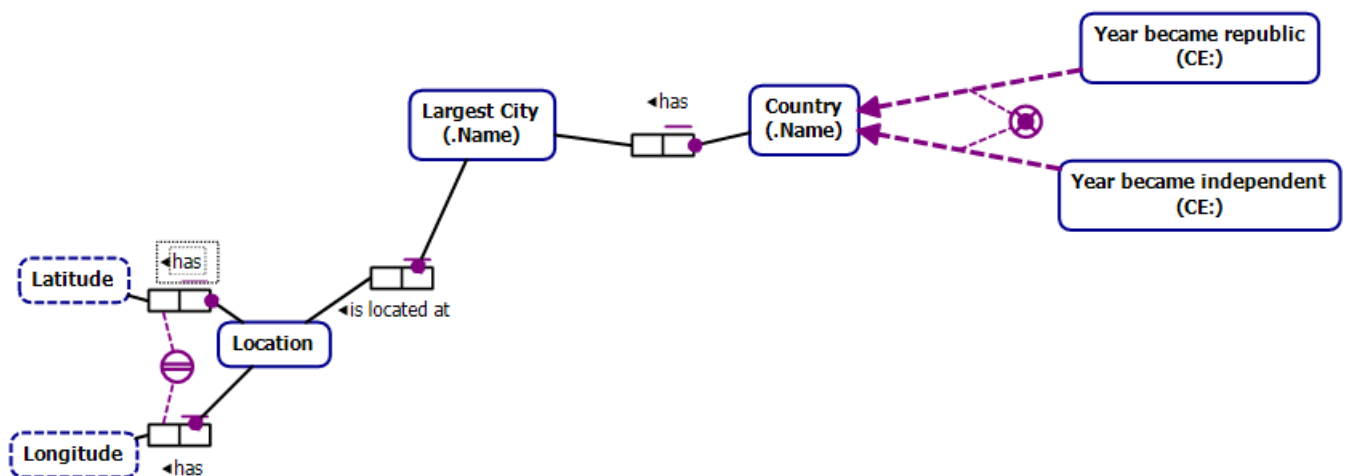 Year became republic
(CE:)
Largest City
(.Name)
◄has
Country
(.Name)
Year became independent
(CE:)
Latitude
◄has
◄is located at
Location
Longitude
◄has